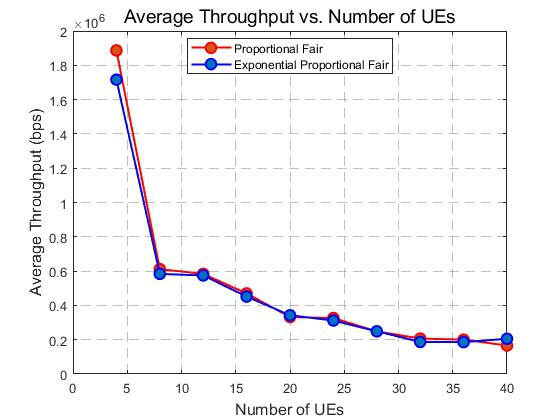 Average Throughput vs. Number of UEs
×10⁶
Proportional Fair
Exponential Proportional Fair
2
1.8
1.6
1.4
1.2
1
0.8
0.6
0.4
0.2
0
Average Throughput (bps)
0 5 10 15 20 25 30 35 40
Number of UEs